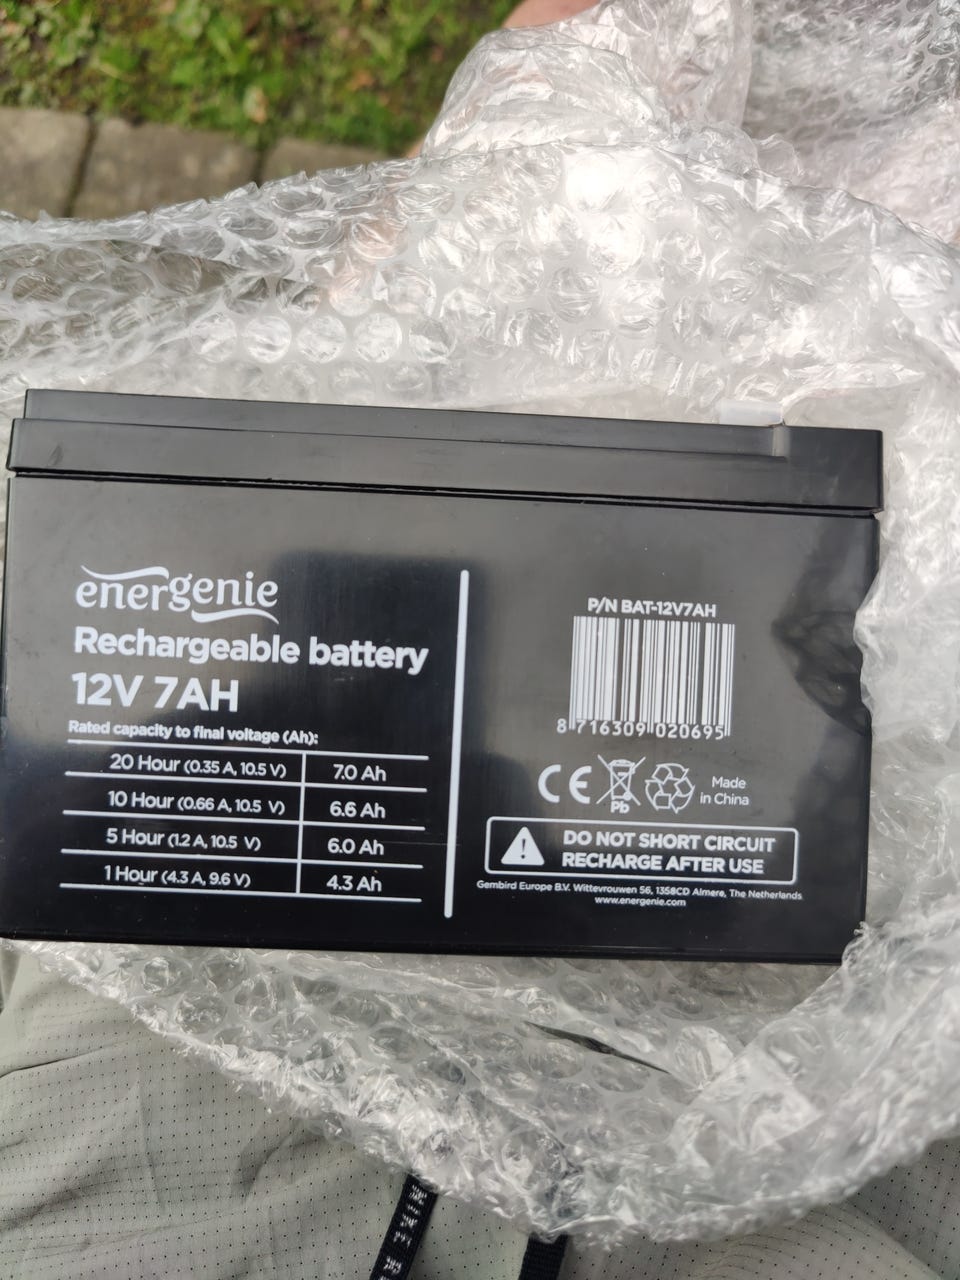 energenie
Rechargeable battery
12V 7AH
Rated capacity to final voltage (Ah):
20 Hour (0.35 A, 10.5 V) 7.0 Ah
10 Hour (0.66 A, 10.5 V) 6.6 Ah
5 Hour (1.2 A, 10.5 V) 6.0 Ah
1 Hour (4.3 A, 9.6 V) 4.3 Ah
P/N BAT-12V7AH
8 716309 020695
CE
Pb
Made
in China
DO NOT SHORT CIRCUIT
RECHARGE AFTER USE
Gembird Europe B.V. Wittevrouwen 56, 1358CD Almere, The Netherlands
www.energenie.com